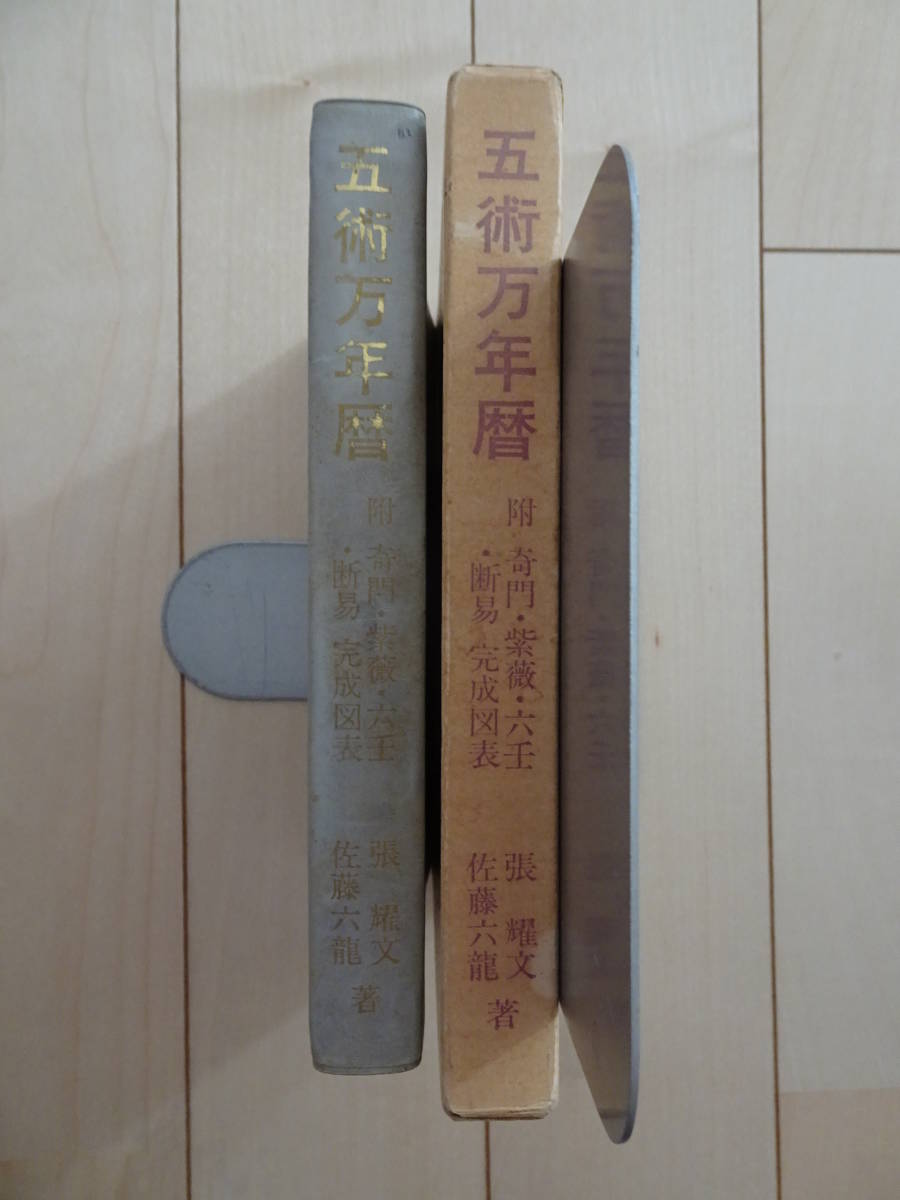 五術万年暦
附 奇門・紫薇・六壬
・断易 完成図表
張 耀文
佐藤六龍
著
五術万年暦
附 奇門・紫薇・六壬
・断易 完成図表
張 耀文
佐藤六龍
著